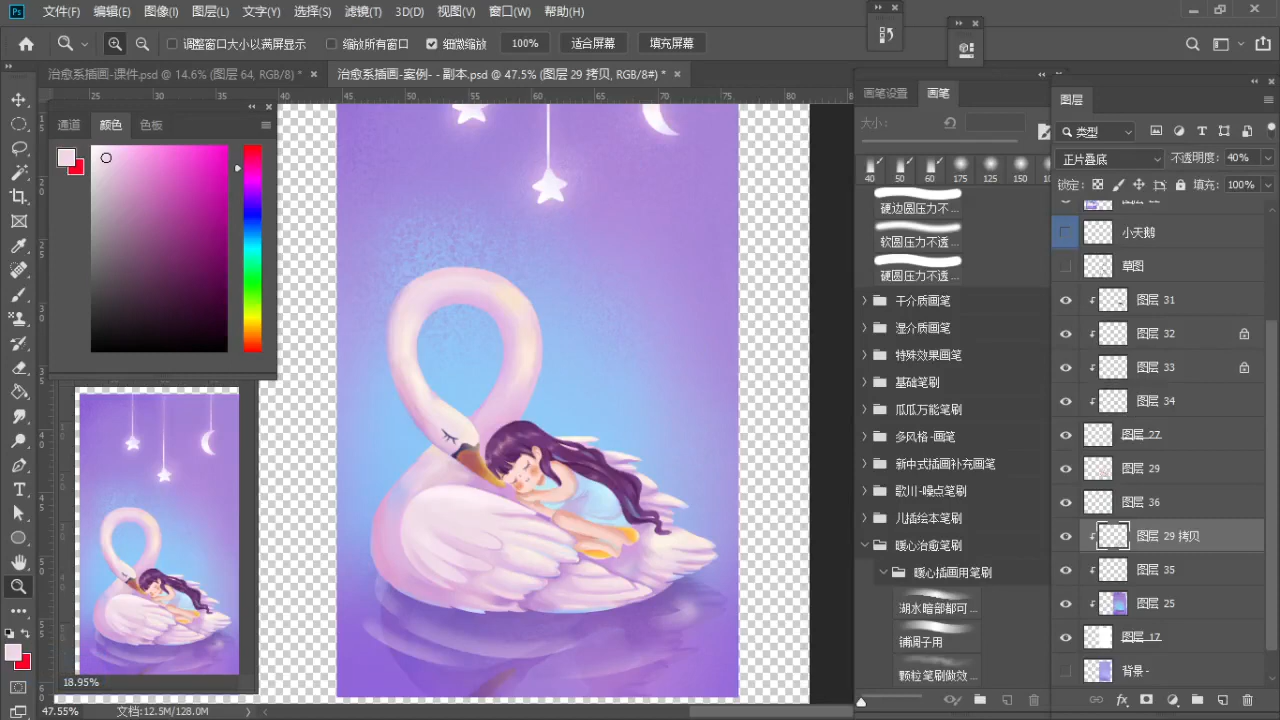 Ps 文件(F) 编辑(E) 图像(I) 图层(L) 文字(Y) 选择(S) 滤镜(T) 3D(D) 视图(V) 窗口(W) 帮助(H)
调整窗口大小以满屏显示 缩放所有窗口 细微缩放 100% 适合屏幕 填充屏幕
治愈系插画-课件.psd @ 14.6% (图层 64, RGB/8) * 治愈系插画-案例- - 副本.psd @ 47.5% (图层 29 拷贝, RGB/8#) *
25 30 35 40 45 50 55 60 65 70 75 80
通道 颜色 色板
18.95%
47.55% 文档:12.5M/128.0M
画笔设置 画笔
大小:
40 50 60 175 125 150
硬边圆压力不 ...
软圆压力不透 ...
硬圆压力不透 ...
干介质画笔
湿介质画笔
特殊效果画笔
基础笔刷
瓜瓜万能笔刷
多风格-画笔
新中式插画补充画笔
歌川-噪点笔刷
儿插绘本笔刷
暖心治愈笔刷
暖心插画用笔刷
湖水暗部都可 ...
铺周子用
颗粒笔刷做效 ...
图层
类型
正片叠底 不透明度: 40%
锁定: 填充: 100%
小天鹅
草图
图层 31
图层 32
图层 33
图层 34
图层 27
图层 29
图层 36
图层 29 拷贝
图层 35
图层 25
图层 17
背景 -